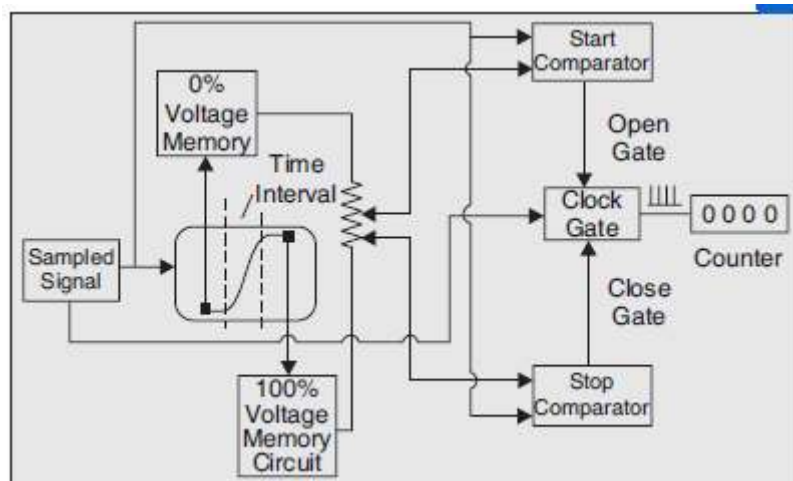 Start
Comparator
0%
Voltage
Memory
Time
Interval
Open
Gate
Clock
Gate
0 0 0 0
Counter
Sampled
Signal
Close
Gate
100%
Voltage
Memory
Circuit
Stop
Comparator